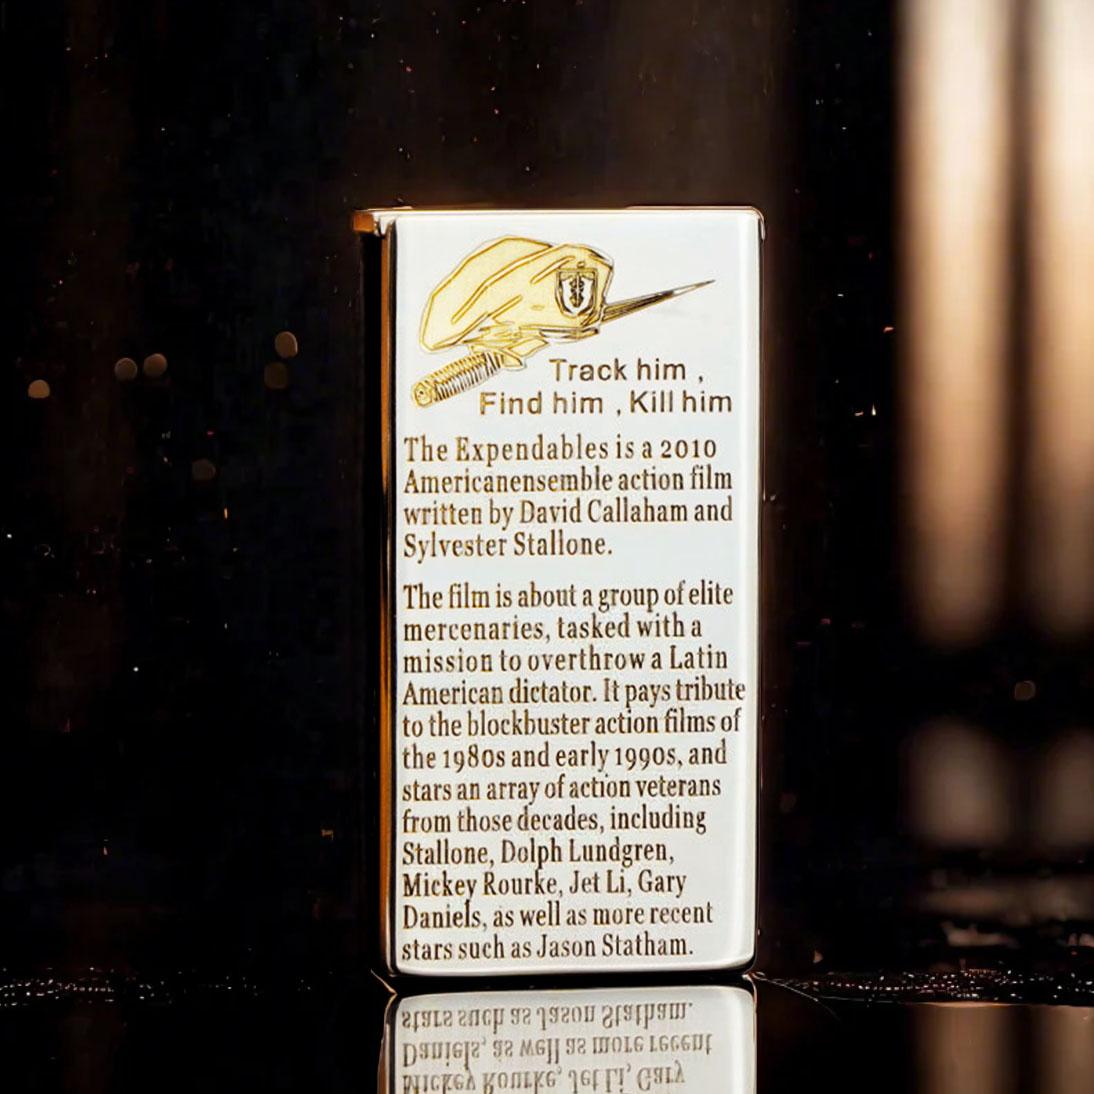 Track him ,
Find him , Kill him
The Expendables is a 2010
Americanensemble action film
written by David Callaham and
Sylvester Stallone.
The film is about a group of elite
mercenaries, tasked with a
mission to overthrow a Latin
American dictator. It pays tribute
to the blockbuster action films of
the 1980s and early 1990s, and
stars an array of action veterans
from those decades, including
Stallone, Dolph Lundgren,
Mickey Rourke, Jet Li, Gary
Daniels, as well as more recent
stars such as Jason Statham.